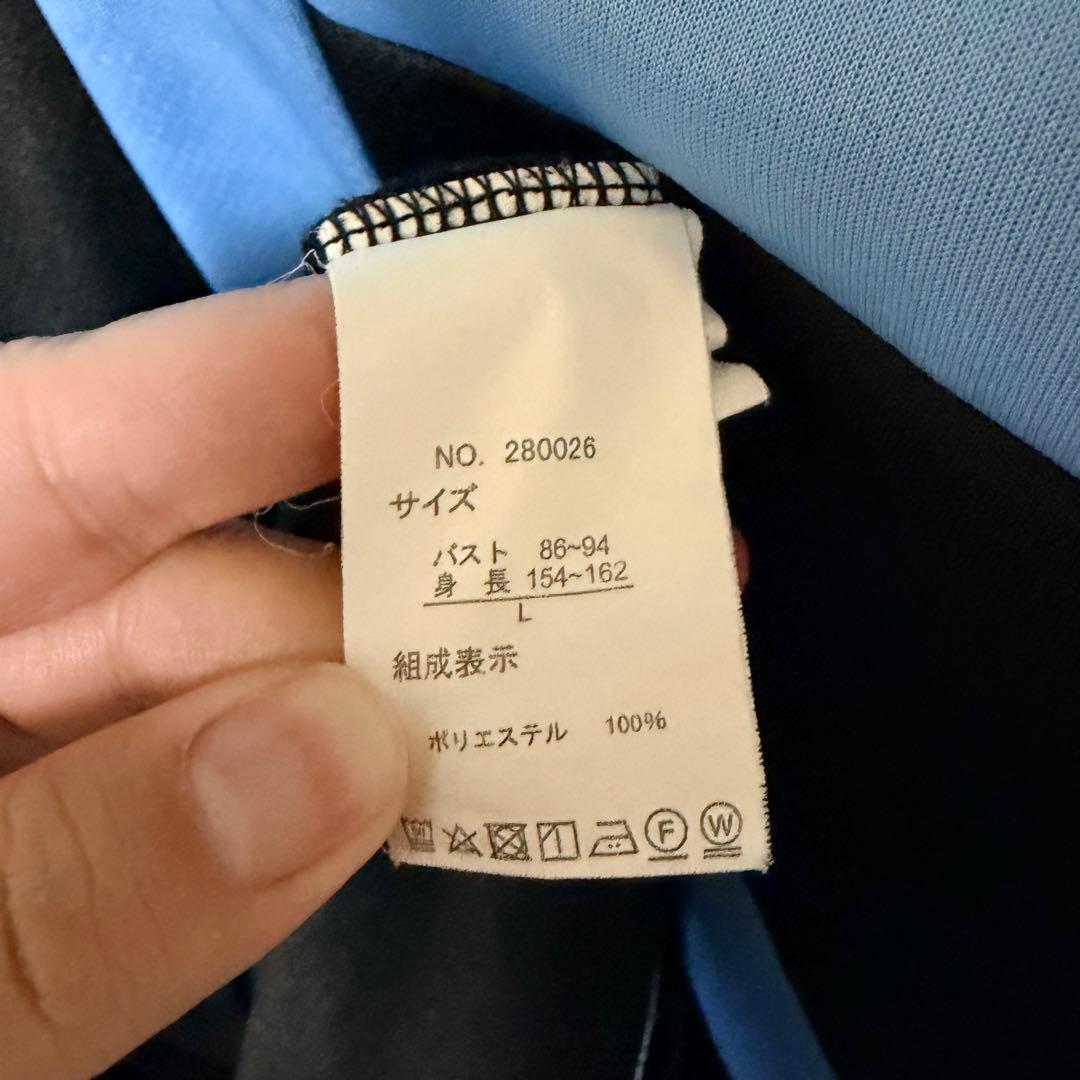 NO. 280026
サイズ
バスト 86~94
身 長 154~162
L
組成表示
ポリエステル 100%
F W